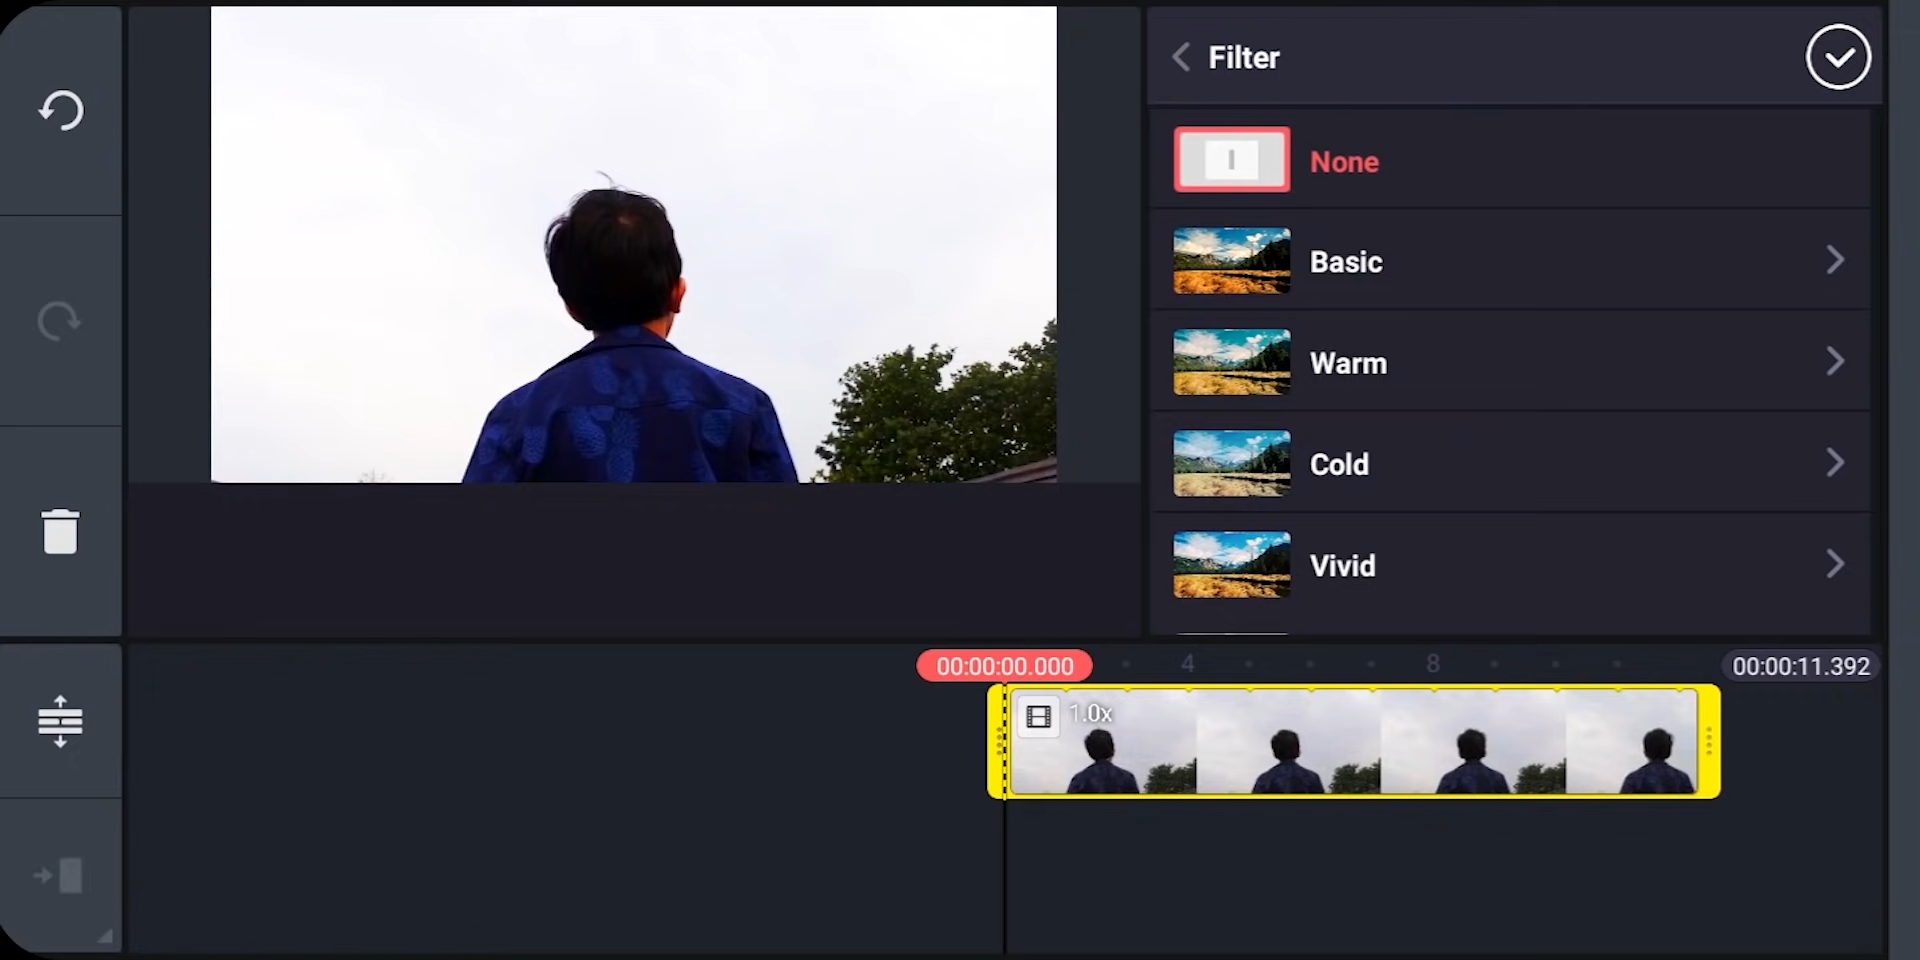 Filter
None
Basic
Warm
Cold
Vivid
00:00:00.000
4
8
00:00:11.392
1.0x